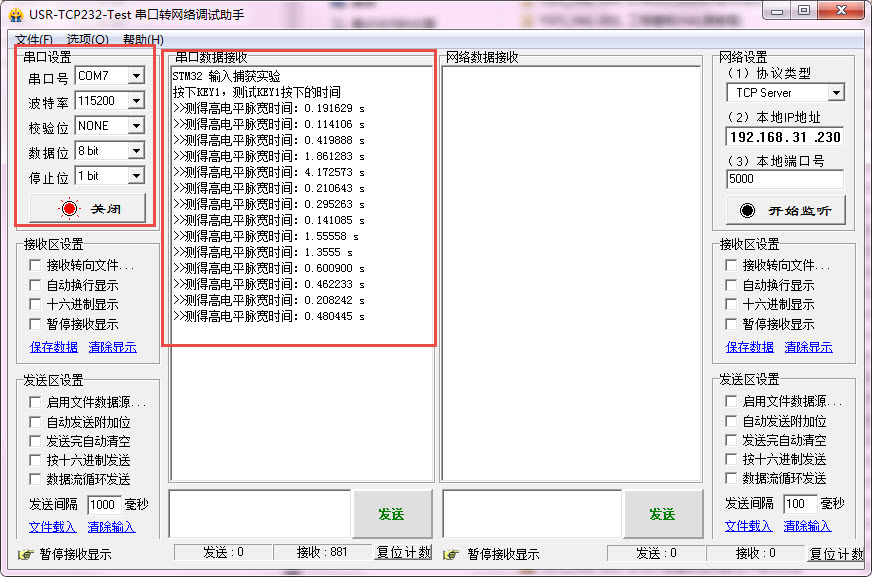 USR-TCP232-Test 串口转网络调试助手
文件(F) 选项(O) 帮助(H)
串口设置
串口号 COM7
波特率 115200
校验位 NONE
数据位 8 bit
停止位 1 bit
关闭
接收区设置
接收转向文件...
自动换行显示
十六进制显示
暂停接收显示
保存数据 清除显示
发送区设置
启用文件数据源...
自动发送附加位
发送完自动清空
按十六进制发送
数据流循环发送
发送间隔 1000 毫秒
文件载入 清除输入
串口数据接收
STM32 输入捕获实验
按下KEY1，测试KEY1按下的时间
>>测得高电平脉宽时间：0.191629 s
>>测得高电平脉宽时间：0.114106 s
>>测得高电平脉宽时间：0.419888 s
>>测得高电平脉宽时间：1.861283 s
>>测得高电平脉宽时间：4.172573 s
>>测得高电平脉宽时间：0.210643 s
>>测得高电平脉宽时间：0.295263 s
>>测得高电平脉宽时间：0.141085 s
>>测得高电平脉宽时间：1.55558 s
>>测得高电平脉宽时间：1.3555 s
>>测得高电平脉宽时间：0.600900 s
>>测得高电平脉宽时间：0.462233 s
>>测得高电平脉宽时间：0.208242 s
>>测得高电平脉宽时间：0.480445 s
发送
网络数据接收
发送
网络设置
（1）协议类型
TCP Server
（2）本地IP地址
192.168.31 .230
（3）本地端口号
5000
开始监听
接收区设置
接收转向文件...
自动换行显示
十六进制显示
暂停接收显示
保存数据 清除显示
发送区设置
启用文件数据源...
自动发送附加位
发送完自动清空
按十六进制发送
数据流循环发送
发送间隔 100 毫秒
文件载入 清除输入
暂停接收显示 发送 : 0 接收 : 881 复位计数 暂停接收显示 发送 : 0 接收 : 0 复位计数